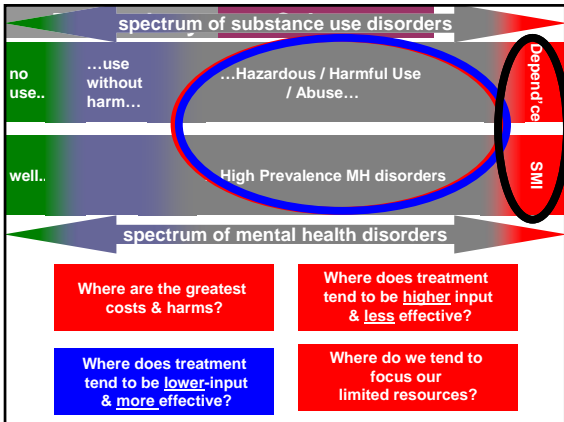 spectrum of substance use disorders
no
use..
…use
without
harm…
…Hazardous / Harmful Use
/ Abuse…
Depend'ce
well..
High Prevalence MH disorders
SMI
spectrum of mental health disorders
Where are the greatest
costs & harms?
Where does treatment
tend to be higher input
& less effective?
Where does treatment
tend to be lower-input
& more effective?
Where do we tend to
focus our
limited resources?